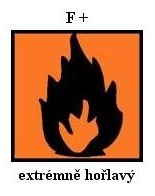 F +
extrémně hořlavý